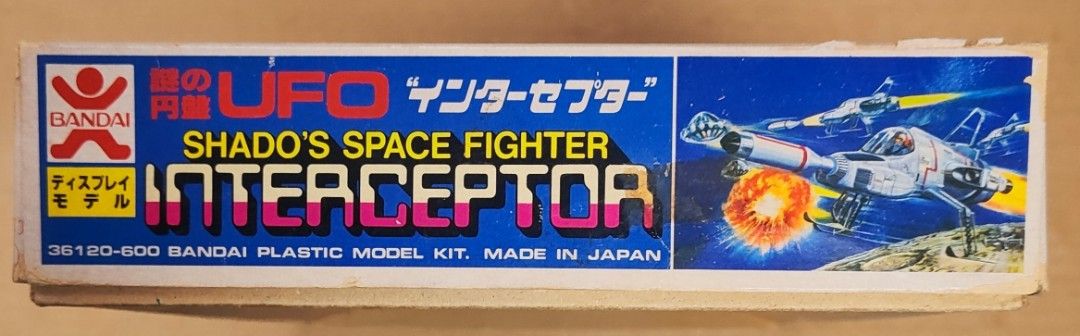 BANDAI
ディスプレイ
モデル
謎の
円盤
UFO
“インターセプター”
SHADO'S SPACE FIGHTER
INTERCEPTOR
36120-600 BANDAI PLASTIC MODEL KIT. MADE IN JAPAN